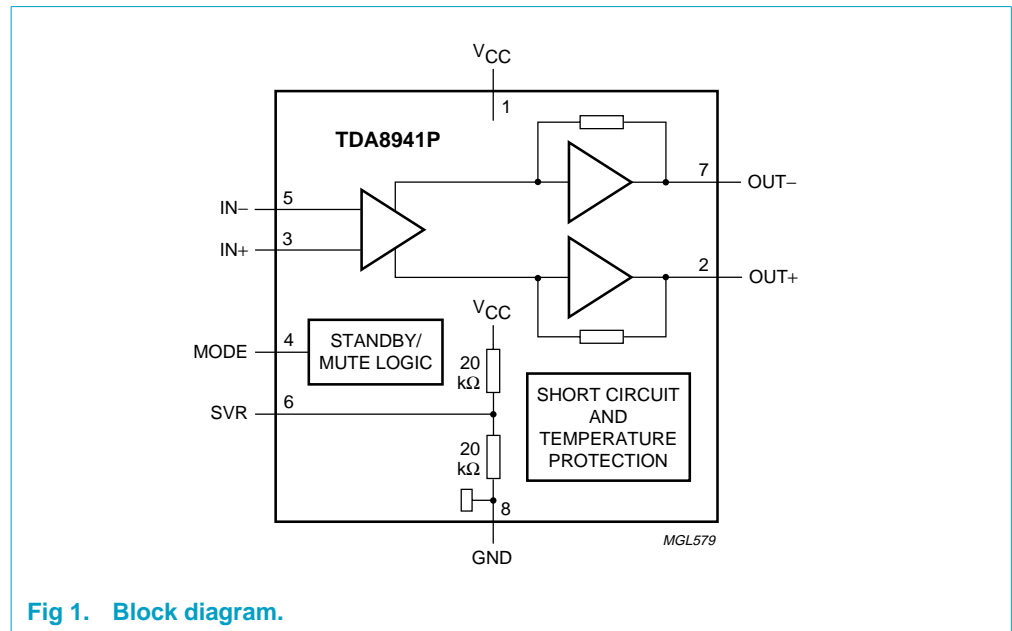 VCC
1
TDA8941P
7
OUT−
5
IN−
3
IN+
2
OUT+
VCC
4
MODE
STANDBY/
MUTE LOGIC
20
kΩ
6
SVR
SHORT CIRCUIT
AND
TEMPERATURE
PROTECTION
20
kΩ
8
GND
MGL579
Fig 1. Block diagram.